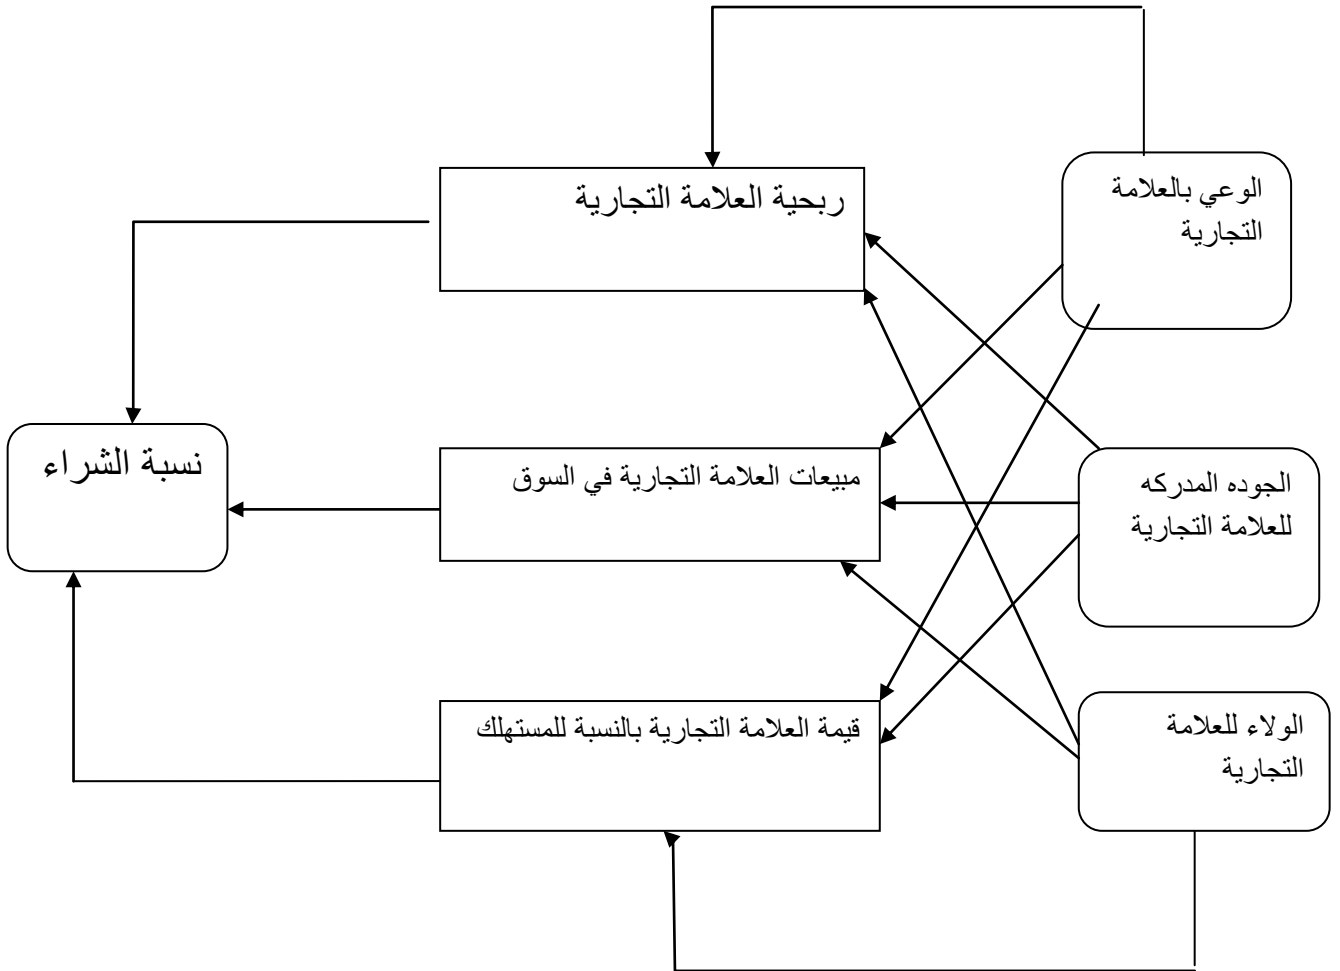 الوعي بالعلامة
التجارية
ربحية العلامة التجارية
الجوده المدركه
للعلامة التجارية
مبيعات العلامة التجارية في السوق
نسبة الشراء
الولاء للعلامة
التجارية
قيمة العلامة التجارية بالنسبة للمستهلك